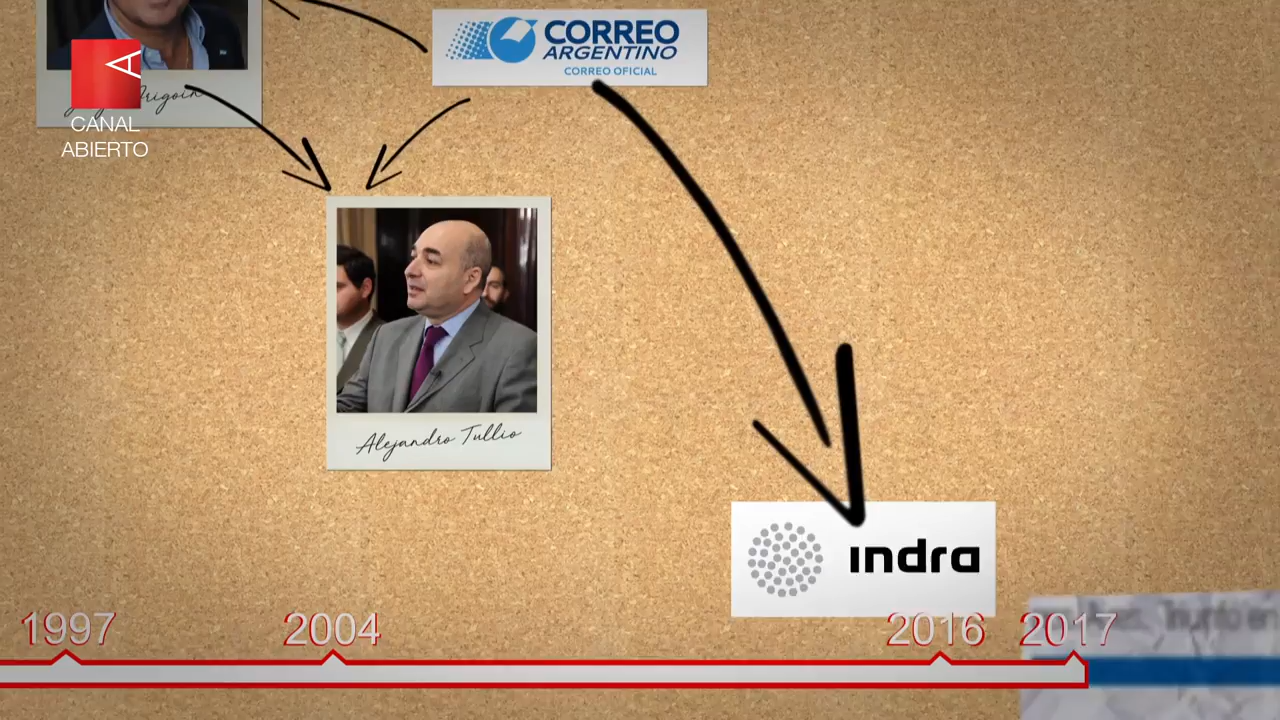 CORREO
ARGENTINO
CORREO OFICIAL
CANAL
ABIERTO
Alejandro Tullio
indra
1997
2004
2016
2017